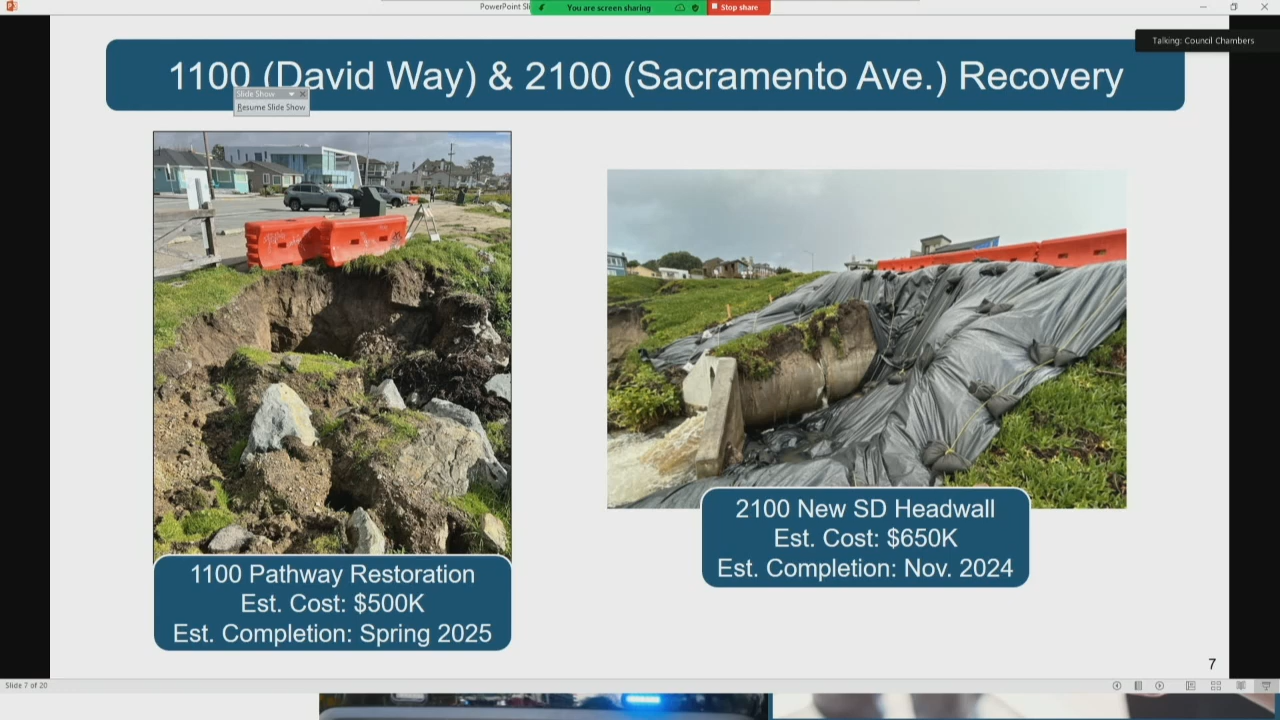 PowerPoint Sli
You are screen sharing
Stop share
Talking: Council Chambers
1100 (David Way) & 2100 (Sacramento Ave.) Recovery
Slide Show
Resume Slide Show
2100 New SD Headwall
Est. Cost: $650K
Est. Completion: Nov. 2024
1100 Pathway Restoration
Est. Cost: $500K
Est. Completion: Spring 2025
7
Slide 7 of 20